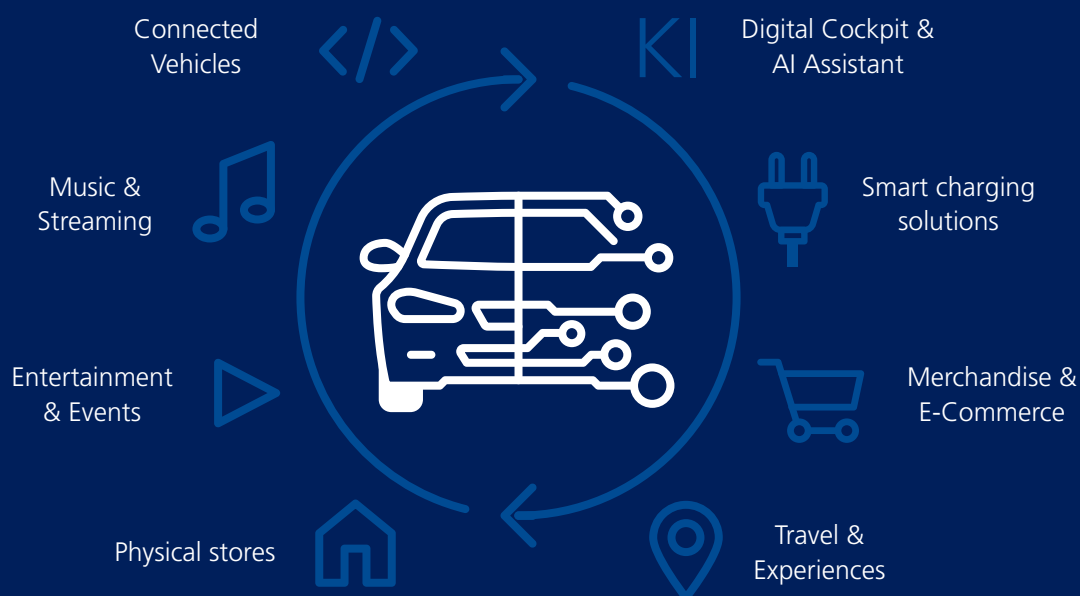 Connected
Vehicles
KI
Digital Cockpit &
AI Assistant
Music &
Streaming
Smart charging
solutions
Entertainment
& Events
Merchandise &
E-Commerce
Physical stores
Travel &
Experiences